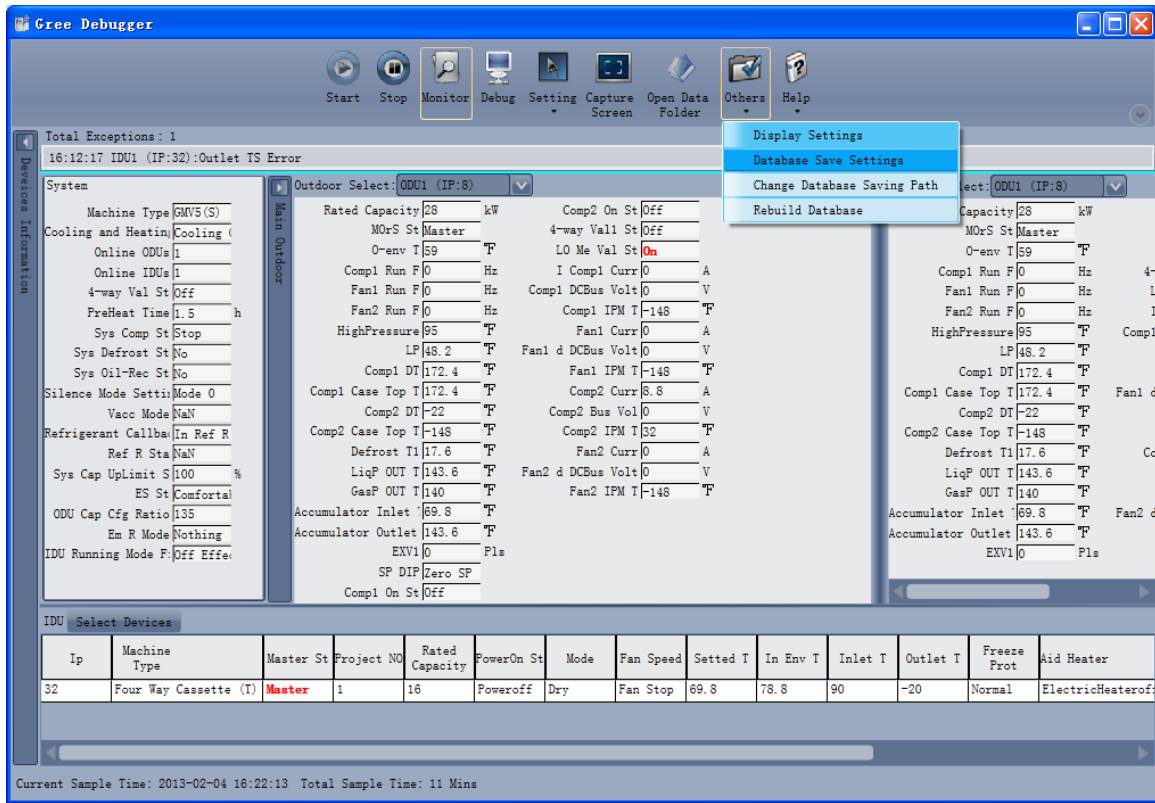 Gree Debugger
Start Stop Monitor Debug Setting Capture Screen Open Data Folder Others Help
Display Settings
Database Save Settings
Change Database Saving Path
Rebuild Database
Total Exceptions : 1
16:12:17 IDU1 (IP:32):Outlet TS Error
Deveices Information
System
Machine Type GMV5(S)
Cooling and Heatin Cooling (
Online ODUs 1
Online IDUs 1
4-way Val St Off
PreHeat Time 1.5 h
Sys Comp St Stop
Sys Defrost St No
Sys Oil-Rec St No
Silence Mode Setti Mode 0
Vacc Mode NaN
Refrigerant Callba In Ref R
Ref R Sta NaN
Sys Cap UpLimit S 100 %
ES St Comforta
ODU Cap Cfg Ratio 135
Em R Mode Nothing
IDU Running Mode F: Off Effe
Main Outdoor
Outdoor Select: ODU1 (IP:8)
Rated Capacity 28 kW
MOrS St Master
O-env T 59 ℉
Comp1 Run F 0 Hz
Fan1 Run F 0 Hz
Fan2 Run F 0 Hz
HighPressure 95 ℉
LP 48.2 ℉
Comp1 DT 172.4 ℉
Comp1 Case Top T 172.4 ℉
Comp2 DT -22 ℉
Comp2 Case Top T -148 ℉
Defrost T1 17.6 ℉
LiqP OUT T 143.6 ℉
GasP OUT T 140 ℉
Accumulator Inlet 69.8 ℉
Accumulator Outlet 143.6 ℉
EXV1 0 Pls
SP DIP Zero SP
Comp1 On St Off
Comp2 On St Off
4-way Val1 St Off
LO Me Val St On
I Comp1 Curr 0 A
Comp1 DCBus Volt 0 V
Comp1 IPM T -148 ℉
Fan1 Curr 0 A
Fan1 d DCBus Volt 0 V
Fan1 IPM T -148 ℉
Comp2 Curr 8.8 A
Comp2 Bus Vol 0 V
Comp2 IPM T 32 ℉
Fan2 Curr 0 A
Fan2 d DCBus Volt 0 V
Fan2 IPM T -148 ℉
lect: ODU1 (IP:8)
Capacity 28 kW
MOrS St Master
O-env T 59 ℉
Comp1 Run F 0 Hz 4-
Fan1 Run F 0 Hz L
Fan2 Run F 0 Hz I
HighPressure 95 ℉ Comp1
LP 48.2 ℉
Comp1 DT 172.4 ℉
Comp1 Case Top T 172.4 ℉ Fan1 d
Comp2 DT -22 ℉
Comp2 Case Top T -148 ℉
Defrost T1 17.6 ℉ Co
LiqP OUT T 143.6 ℉
GasP OUT T 140 ℉
Accumulator Inlet 69.8 ℉ Fan2 d
Accumulator Outlet 143.6 ℉
EXV1 0 Pls
IDU Select Devices
Ip Machine Type Master St Project NO Rated Capacity PowerOn St Mode Fan Speed Setted T In Env T Inlet T Outlet T Freeze Prot Aid Heater
32 Four Way Cassette (T) Master 1 16 Poweroff Dry Fan Stop 69.8 78.8 90 -20 Normal ElectricHeaterof
Current Sample Time: 2013-02-04 16:22:13 Total Sample Time: 11 Mins